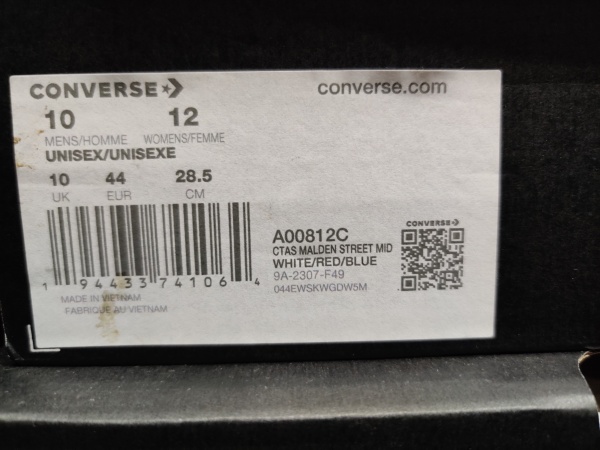 CONVERSE
converse.com
10 12
MENS/HOMME WOMENS/FEMME
UNISEX/UNISEXE
10 44 28.5
UK EUR CM
1 94433 74106 4
MADE IN VIETNAM
FABRIQUÉ AU VIETNAM
A00812C
CTAS MALDEN STREET MID
WHITE/RED/BLUE
9A-2307-F49
044EWSKWGDW5M
CONVERSE